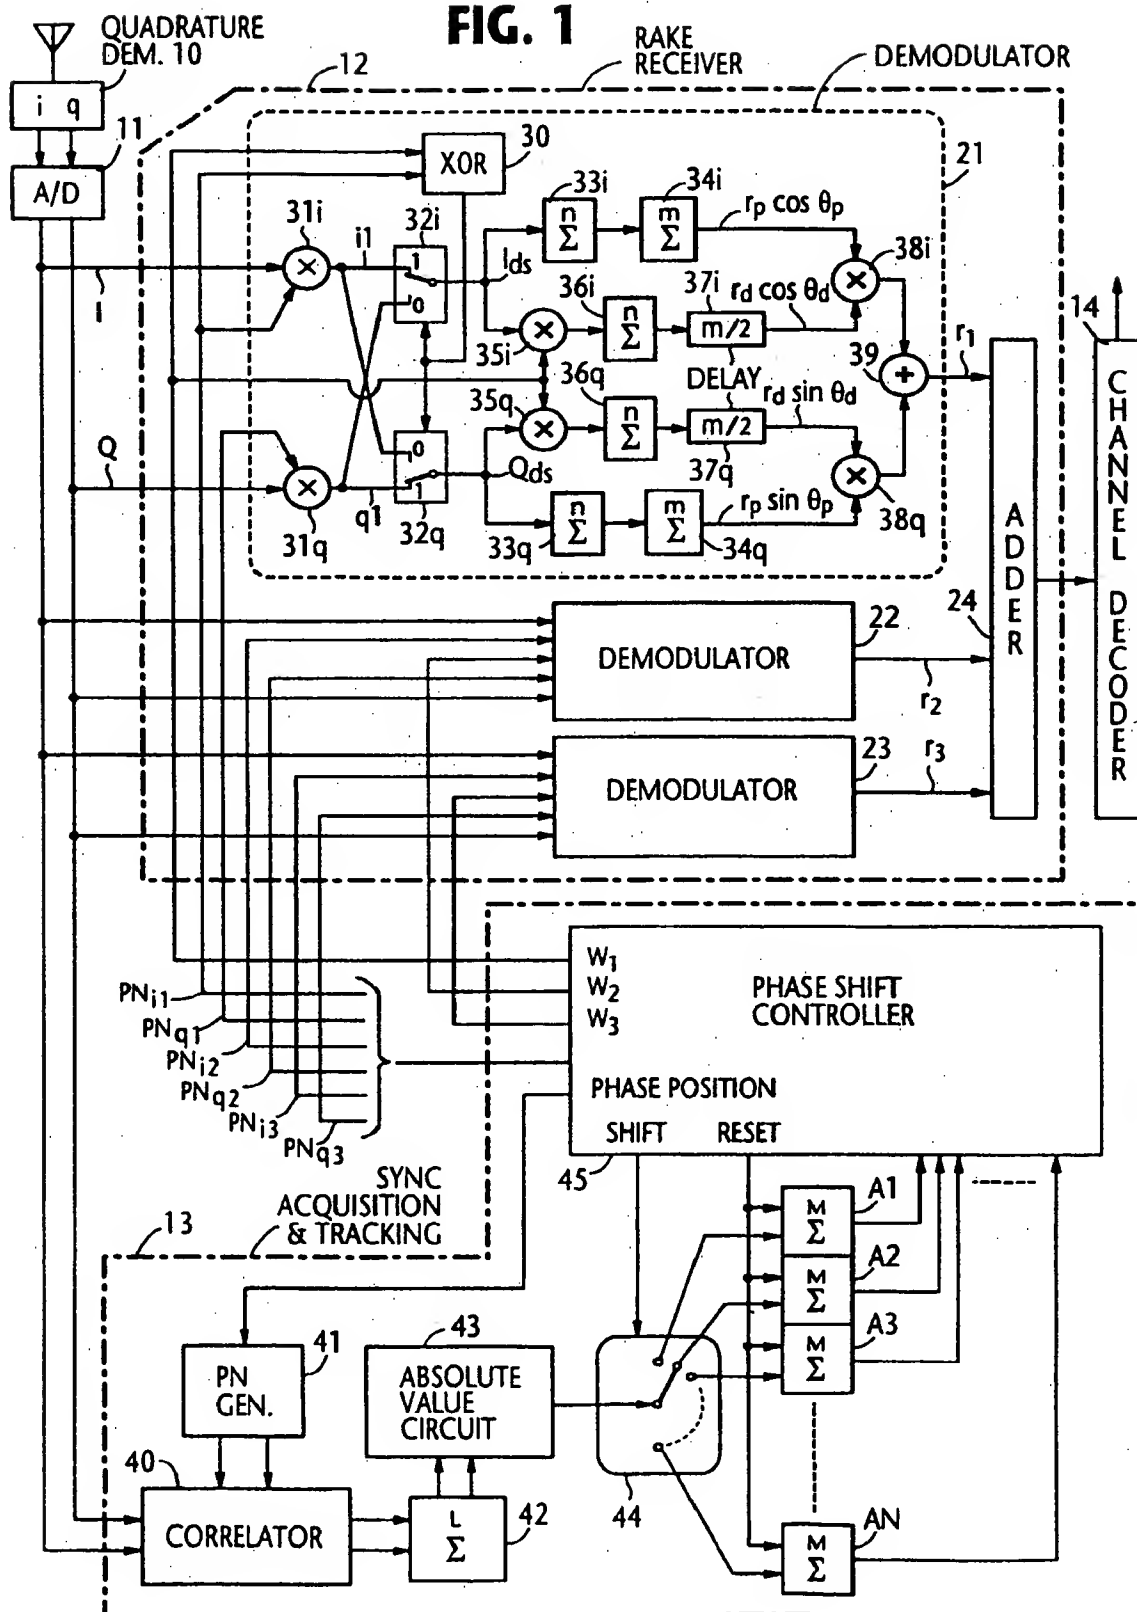 FIG. 1
QUADRATURE
DEM. 10
RAKE
RECEIVER
DEMODULATOR
12
i q
11
A/D
XOR
30
21
31i
i1
32i
1
0
Ids
33i
n
Σ
34i
m
Σ
rp cos θp
38i
×
×
I
36i
n
Σ
37i
m/2
rd cos θd
×
35i
DELAY
39
+
r1
14
36q
n
Σ
m/2
37q
rd sin θd
35q
×
Q
×
31q
q1
0
1
32q
Qds
33q
n
Σ
m
Σ
34q
rp sin θp
×
38q
ADDER
24
CHANNEL DECODER
DEMODULATOR
22
r2
DEMODULATOR
23
r3
W1
W2
W3
PHASE SHIFT
CONTROLLER
PNi1
PNq1
PNi2
PNq2
PNi3
PNq3
PHASE POSITION
SHIFT
RESET
45
SYNC
ACQUISITION
& TRACKING
13
M
Σ
A1
M
Σ
A2
M
Σ
A3
41
PN
GEN.
43
ABSOLUTE
VALUE
CIRCUIT
44
40
CORRELATOR
L
Σ
42
M
Σ
AN